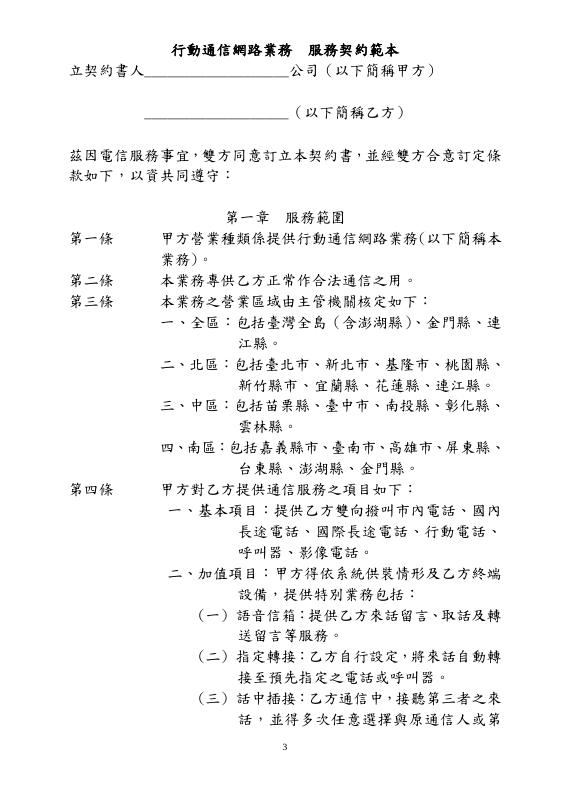 行動通信網路業務　服務契約範本
立契約書人___________________公司（以下簡稱甲方）
___________________（以下簡稱乙方）
茲因電信服務事宜，雙方同意訂立本契約書，並經雙方合意訂定條
款如下，以資共同遵守：
第一章　服務範圍
第一條　甲方營業種類係提供行動通信網路業務(以下簡稱本
業務)。
第二條　本業務專供乙方正常作合法通信之用。
第三條　本業務之營業區域由主管機關核定如下：
一、全區：包括臺灣全島（含澎湖縣）、金門縣、連
江縣。
二、北區：包括臺北市、新北市、基隆市、桃園縣、
新竹縣市、宜蘭縣、花蓮縣、連江縣。
三、中區：包括苗栗縣、臺中市、南投縣、彰化縣、
雲林縣。
四、南區：包括嘉義縣市、臺南市、高雄市、屏東縣、
台東縣、澎湖縣、金門縣。
第四條　甲方對乙方提供通信服務之項目如下：
一、基本項目：提供乙方雙向撥叫市內電話、國內
長途電話、國際長途電話、行動電話、
呼叫器、影像電話。
二、加值項目：甲方得依系統供裝情形及乙方終端
設備，提供特別業務包括：
（一）語音信箱：提供乙方來話留言、取話及轉
送留言等服務。
（二）指定轉接：乙方自行設定，將來話自動轉
接至預先指定之電話或呼叫器。
（三）話中插接：乙方通信中，接聽第三者之來
話，並得多次任意選擇與原通信人或第
3